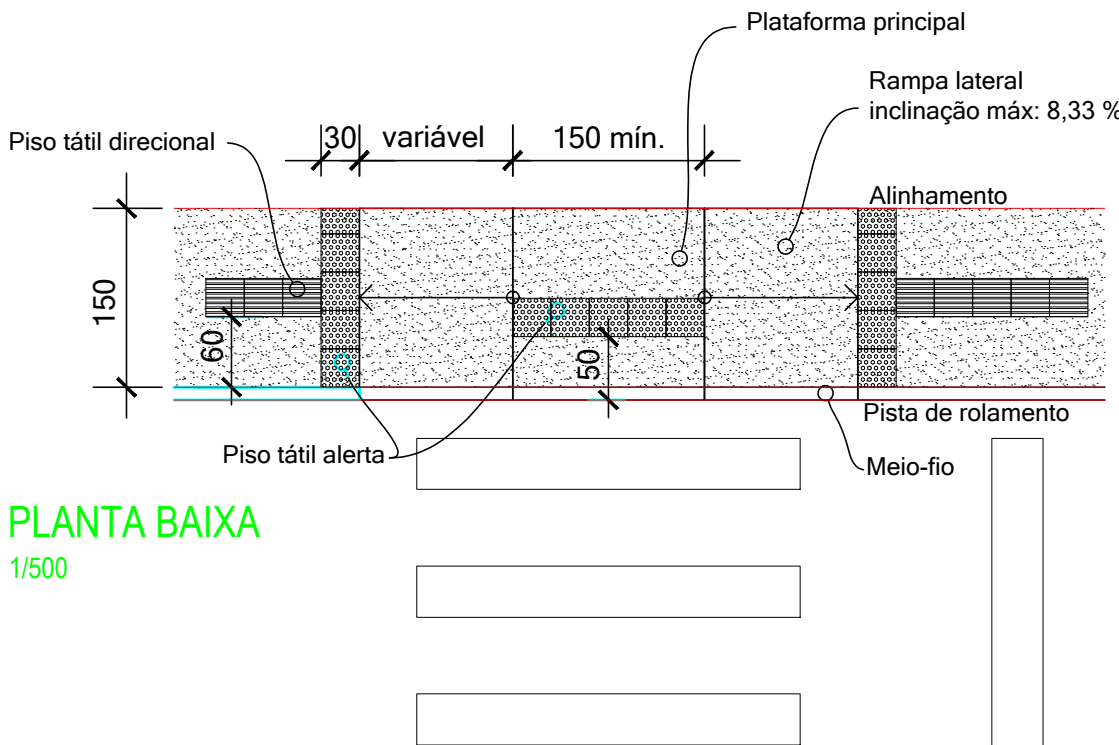 Plataforma principal
Rampa lateral
inclinação máx: 8,33 %
Piso tátil direcional
30
variável
150 mín.
Alinhamento
150
60
50
Pista de rolamento
Piso tátil alerta
Meio-fio
PLANTA BAIXA
1/500